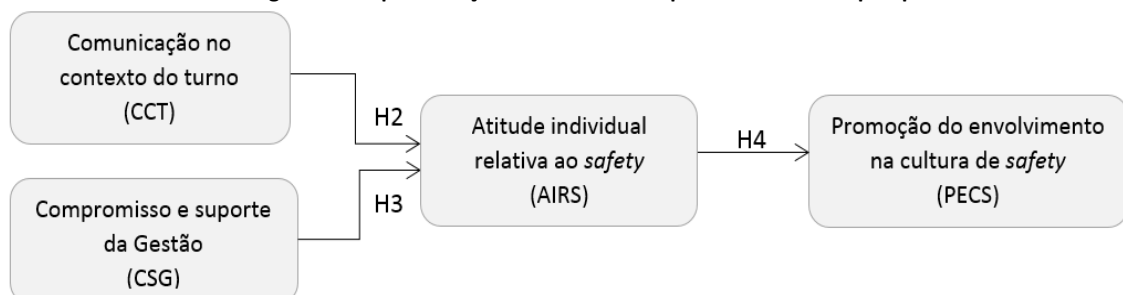 Comunicação no
contexto do turno
(CCT)
H2
Atitude individual
relativa ao safety
(AIRS)
H4
Promoção do envolvimento
na cultura de safety
(PECS)
Compromisso e suporte
da Gestão
(CSG)
H3